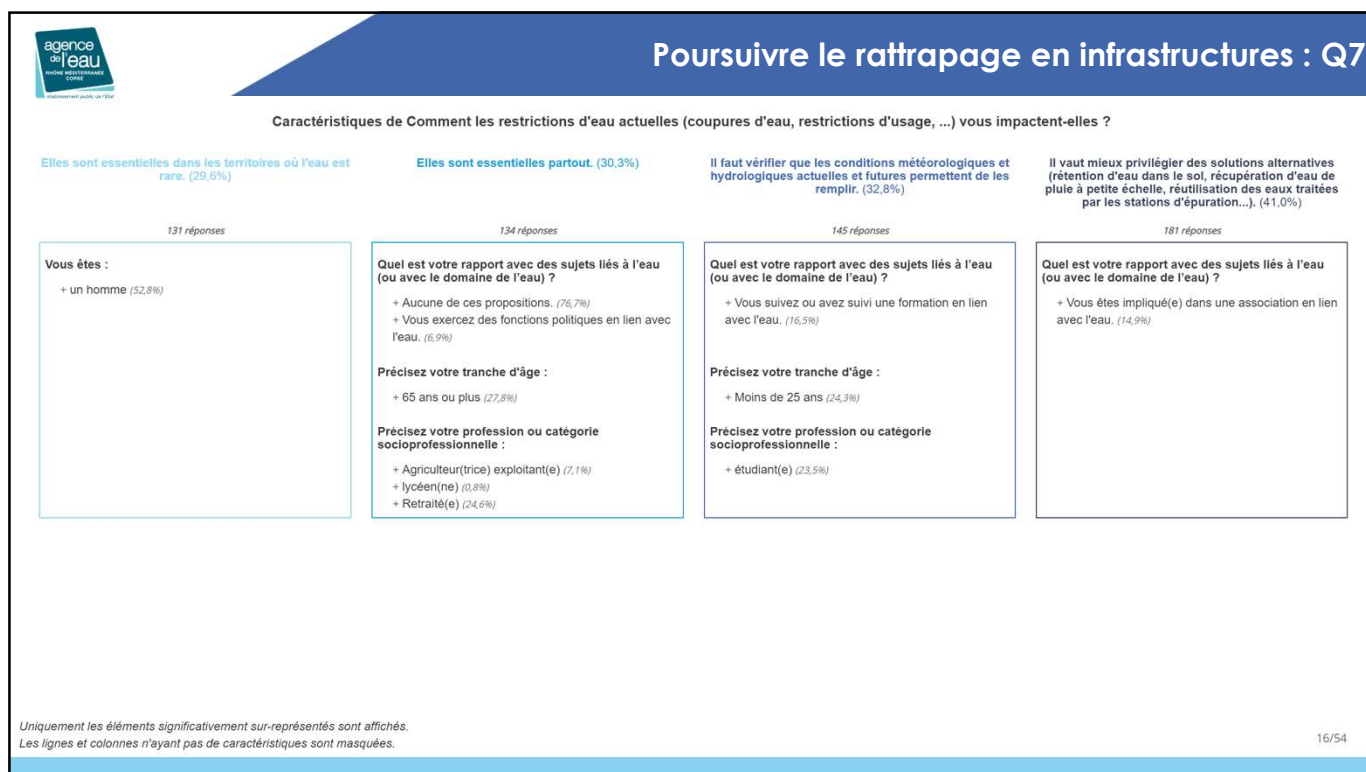 agence
de l'eau
RHÔNE MÉDITERRANÉE
CORSE
établissement public de l'État
Poursuivre le rattrapage en infrastructures : Q7
Caractéristiques de Comment les restrictions d'eau actuelles (coupures d'eau, restrictions d'usage, ...) vous impactent-elles ?
Elles sont essentielles dans les territoires où l'eau est
rare. (29,6%)
131 réponses
Vous êtes :
+ un homme (52,8%)
Elles sont essentielles partout. (30,3%)
134 réponses
Quel est votre rapport avec des sujets liés à l'eau
(ou avec le domaine de l'eau) ?
+ Aucune de ces propositions. (76,7%)
+ Vous exercez des fonctions politiques en lien avec
l'eau. (6,9%)
Précisez votre tranche d'âge :
+ 65 ans ou plus (27,8%)
Précisez votre profession ou catégorie
socioprofessionnelle :
+ Agriculteur(trice) exploitant(e) (7,1%)
+ lycéen(ne) (0,8%)
+ Retraité(e) (24,6%)
Il faut vérifier que les conditions météorologiques et
hydrologiques actuelles et futures permettent de les
remplir. (32,8%)
145 réponses
Quel est votre rapport avec des sujets liés à l'eau
(ou avec le domaine de l'eau) ?
+ Vous suivez ou avez suivi une formation en lien
avec l'eau. (16,5%)
Précisez votre tranche d'âge :
+ Moins de 25 ans (24,3%)
Précisez votre profession ou catégorie
socioprofessionnelle :
+ étudiant(e) (23,5%)
Il vaut mieux privilégier des solutions alternatives
(rétention d'eau dans le sol, récupération d'eau de
pluie à petite échelle, réutilisation des eaux traitées
par les stations d'épuration...). (41,0%)
181 réponses
Quel est votre rapport avec des sujets liés à l'eau
(ou avec le domaine de l'eau) ?
+ Vous êtes impliqué(e) dans une association en lien
avec l'eau. (14,9%)
Uniquement les éléments significativement sur-représentés sont affichés.
Les lignes et colonnes n'ayant pas de caractéristiques sont masquées.
16/54